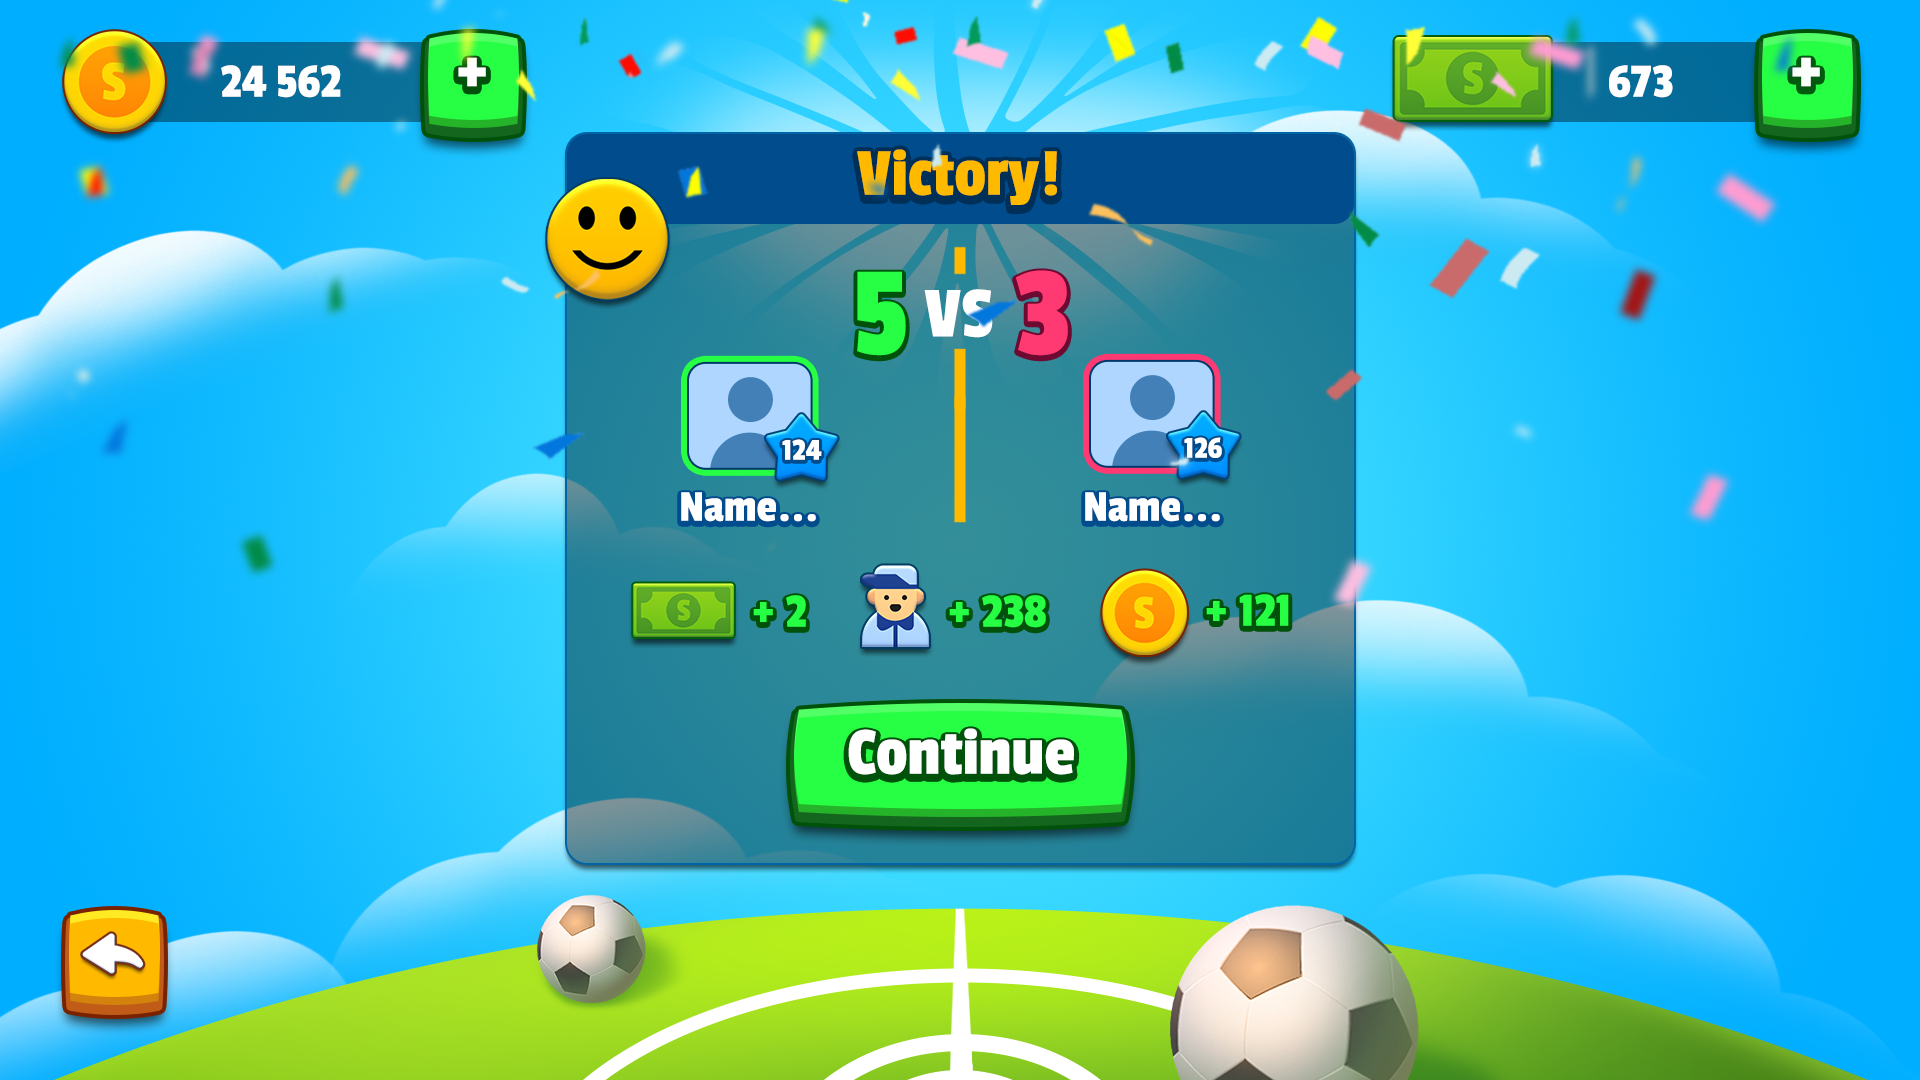 S 24 562 +
S 673 +
Victory!
5 VS 3
124
126
Name...
Name...
S + 2
+ 238
S + 121
Continue